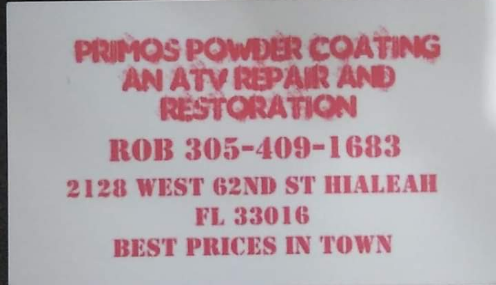 PRIMOS POWDER COATING
AN ATV REPAIR AND
RESTORATION
ROB 305-409-1683
2128 WEST 62ND ST HIALEAH
FL 33016
BEST PRICES IN TOWN